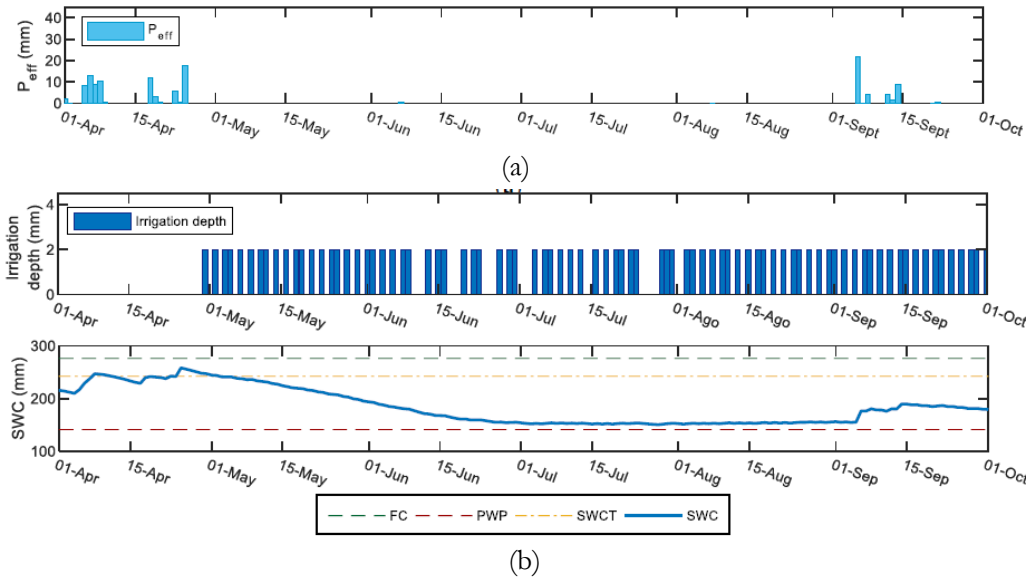 40
30
20
10
0
P_eff (mm)
P_eff
01-Apr 15-Apr 01-May 15-May 01-Jun 15-Jun 01-Jul 15-Jul 01-Aug 15-Aug 01-Sept 15-Sept 01-Oct
(a)
4
2
0
Irrigation
depth (mm)
Irrigation depth
01-Apr 15-Apr 01-May 15-May 01-Jun 15-Jun 01-Jul 15-Jul 01-Ago 15-Ago 01-Sep 15-Sep 01-Oct
300
200
100
SWC (mm)
01-Apr 15-Apr 01-May 15-May 01-Jun 15-Jun 01-Jul 15-Jul 01-Aug 15-Aug 01-Sep 15-Sep 01-Oct
FC PWP SWCT SWC
(b)